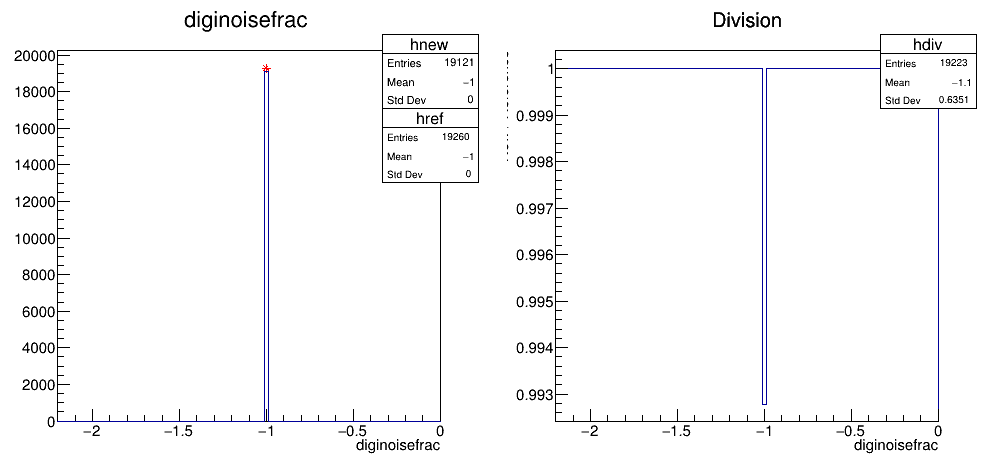 diginoisefrac
hnew
Entries 19121
Mean −1
Std Dev 0
href
Entries 19260
Mean −1
Std Dev 0
20000
18000
16000
14000
12000
10000
8000
6000
4000
2000
0
−2 −1.5 −1 −0.5 0
diginoisefrac
Division
hdiv
Entries 19223
Mean −1.1
Std Dev 0.6351
1
0.999
0.998
0.997
0.996
0.995
0.994
0.993
−2 −1.5 −1 −0.5 0
diginoisefrac